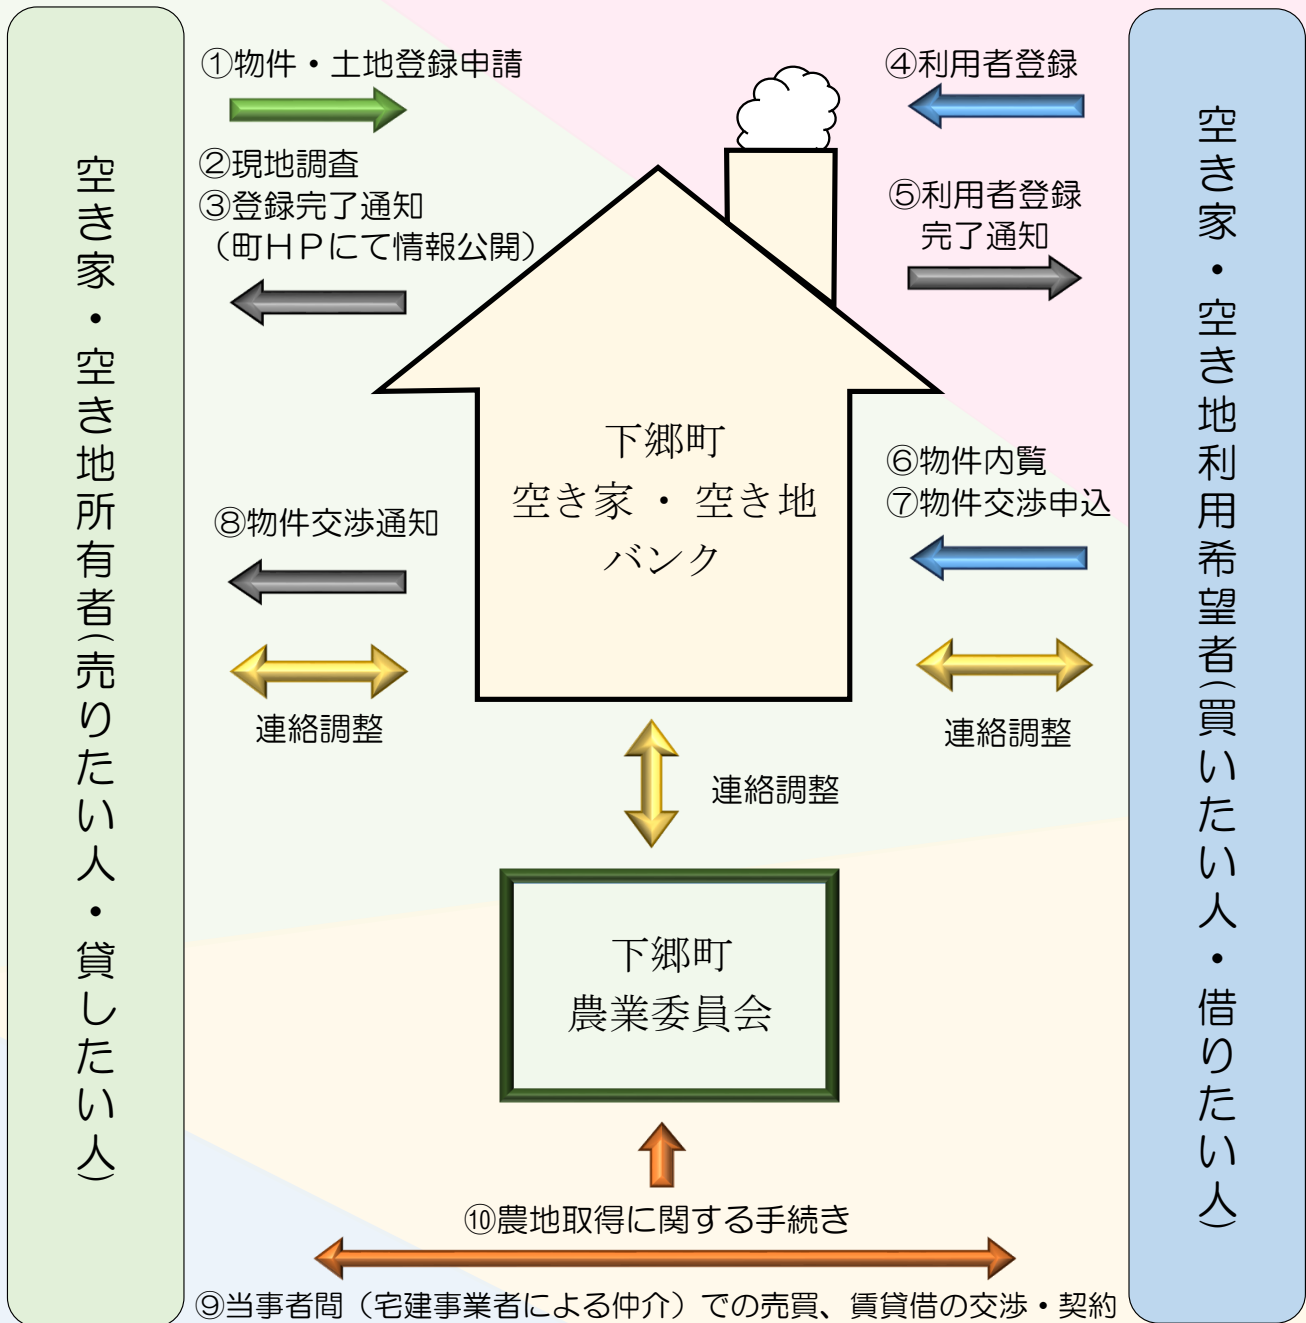 空き家・空き地所有者(売りたい人・貸したい人)
①物件・土地登録申請
②現地調査
③登録完了通知
(町HPにて情報公開)
④利用者登録
⑤利用者登録
完了通知
下郷町
空き家 ・ 空き地
バンク
⑥物件内覧
⑦物件交渉申込
⑧物件交渉通知
連絡調整
連絡調整
連絡調整
下郷町
農業委員会
⑩農地取得に関する手続き
⑨当事者間(宅建事業者による仲介)での売買、賃貸借の交渉・契約
空き家・空き地利用希望者(買いたい人・借りたい人)